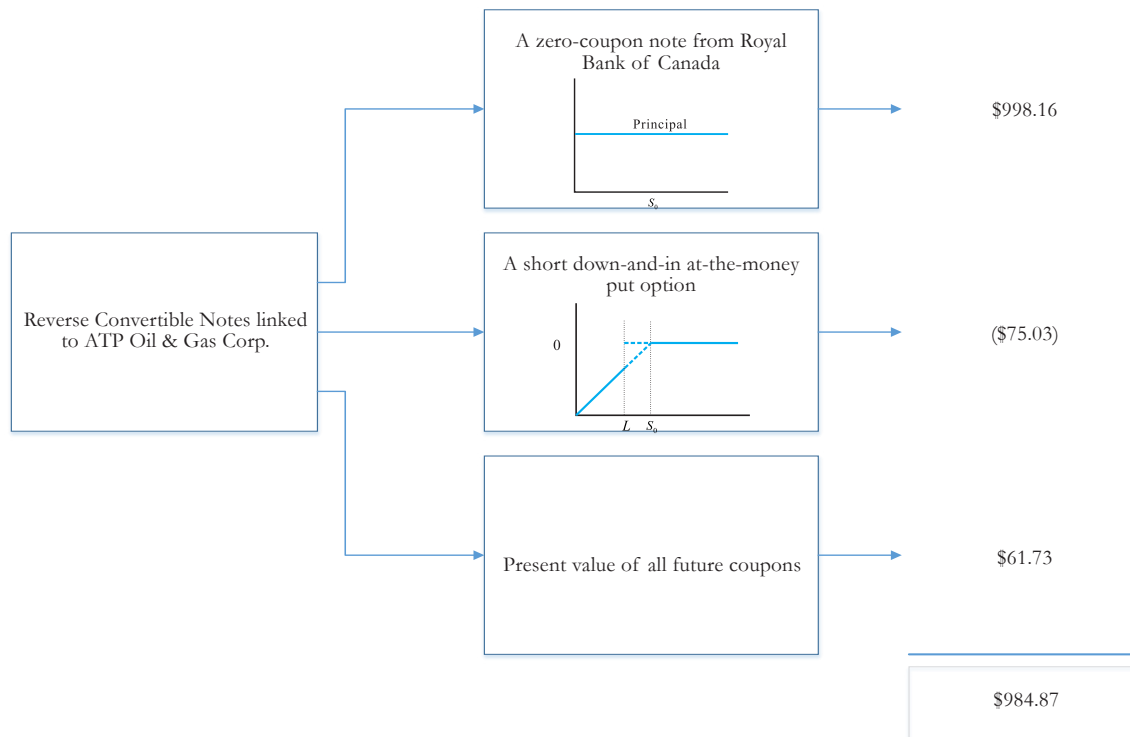 A zero-coupon note from Royal
Bank of Canada
Principal
S₀
$998.16
Reverse Convertible Notes linked
to ATP Oil & Gas Corp.
A short down-and-in at-the-money
put option
0
L S₀
($75.03)
Present value of all future coupons
$61.73
$984.87